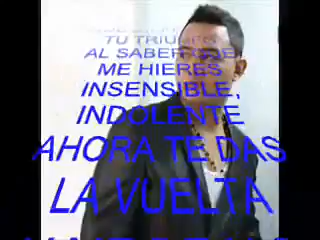 TU TRIUNFO
AL SABER QUE
ME HIERES
INSENSIBLE,
INDOLENTE
AHORA TE DAS
LA VUELTA